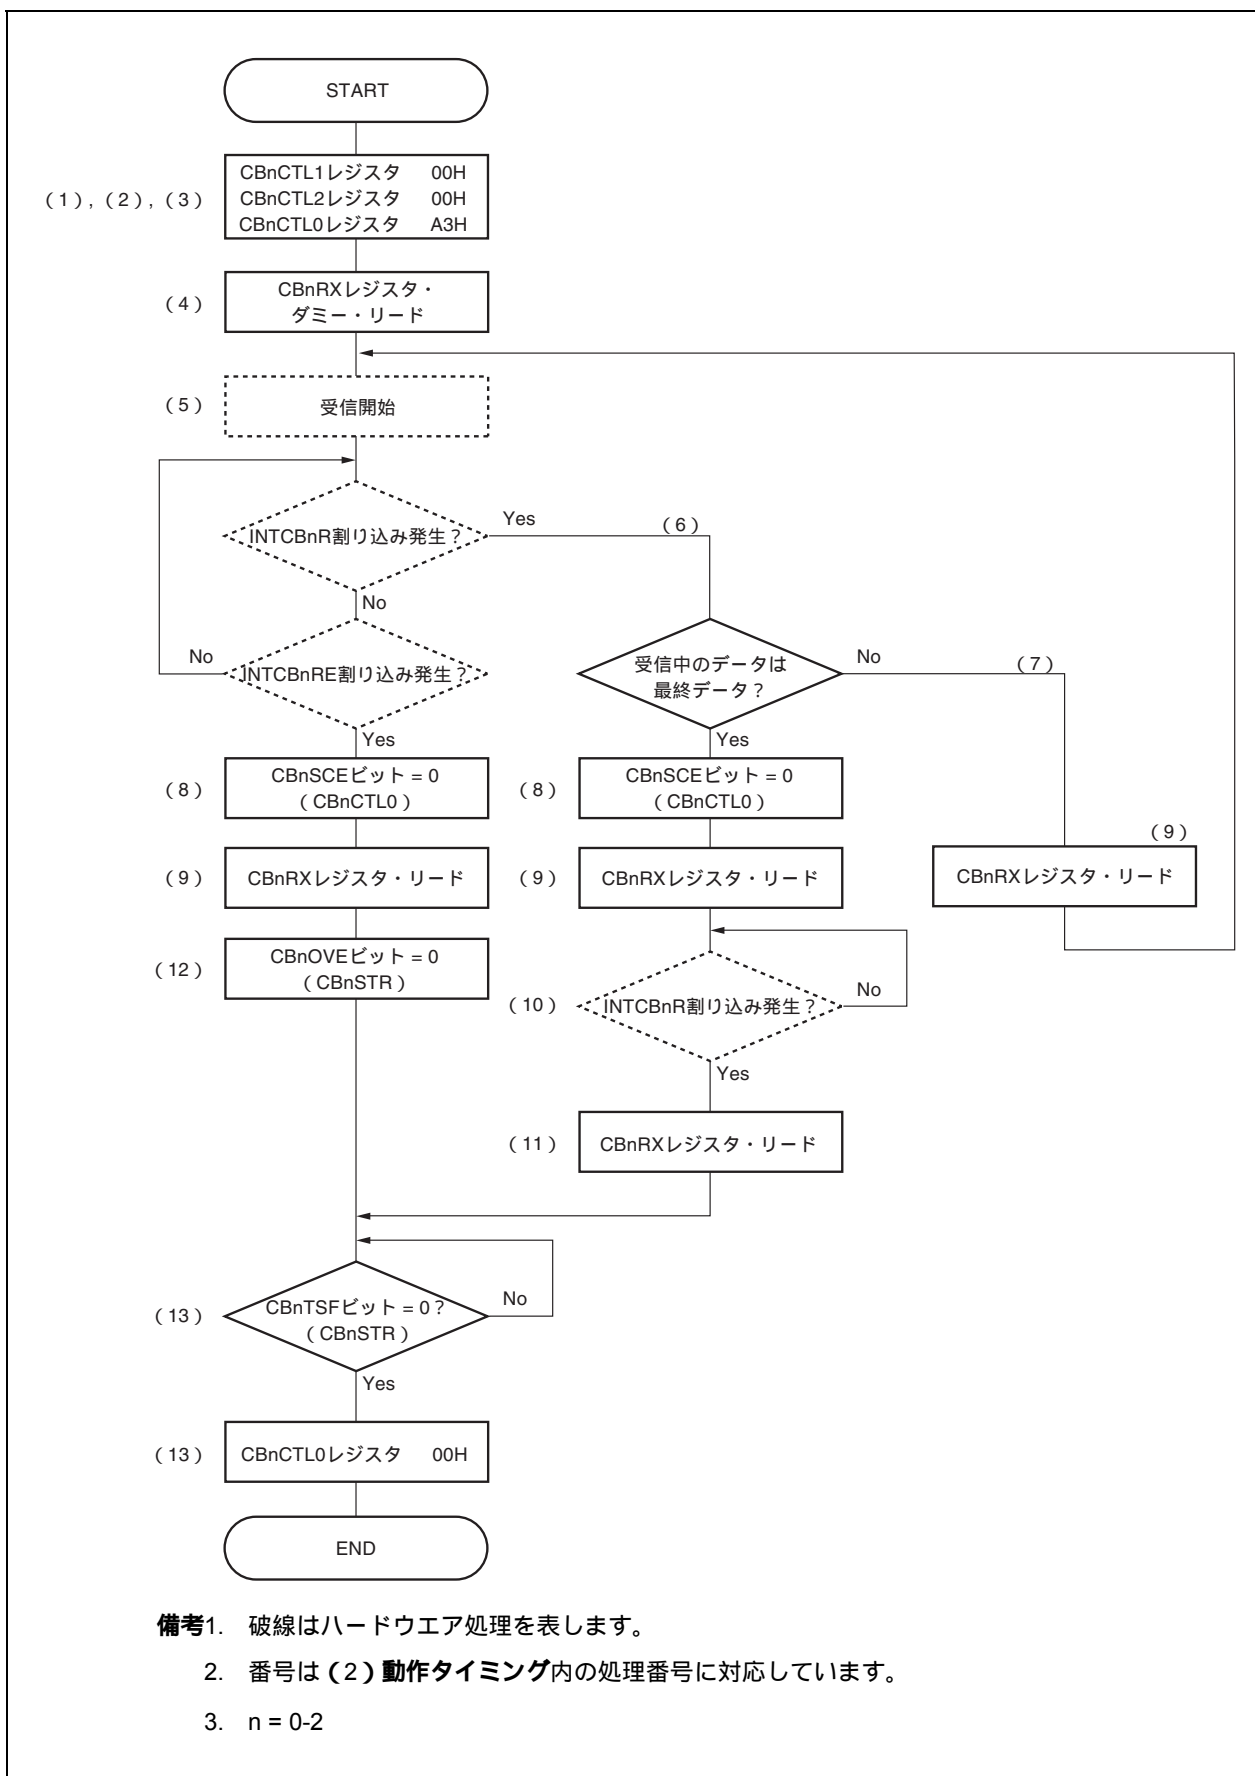 START
CBnCTL1レジスタ 00H
(1), (2), (3) CBnCTL2レジスタ 00H
CBnCTL0レジスタ A3H
(4) CBnRXレジスタ・
ダミー・リード
(5) 受信開始
INTCBnR割り込み発生?
Yes
(6)
No
INTCBnRE割り込み発生?
No
Yes
受信中のデータは
最終データ?
No
(7)
Yes
(8) CBnSCEビット = 0
(CBnCTL0)
(8) CBnSCEビット = 0
(CBnCTL0)
(9)
(9) CBnRXレジスタ・リード
(9) CBnRXレジスタ・リード
CBnRXレジスタ・リード
(12) CBnOVEビット = 0
(CBnSTR)
(10) INTCBnR割り込み発生?
No
Yes
(11) CBnRXレジスタ・リード
(13) CBnTSFビット = 0?
(CBnSTR)
No
Yes
(13) CBnCTL0レジスタ 00H
END
備考1. 破線はハードウエア処理を表します。
2. 番号は(2)動作タイミング内の処理番号に対応しています。
3. n = 0-2